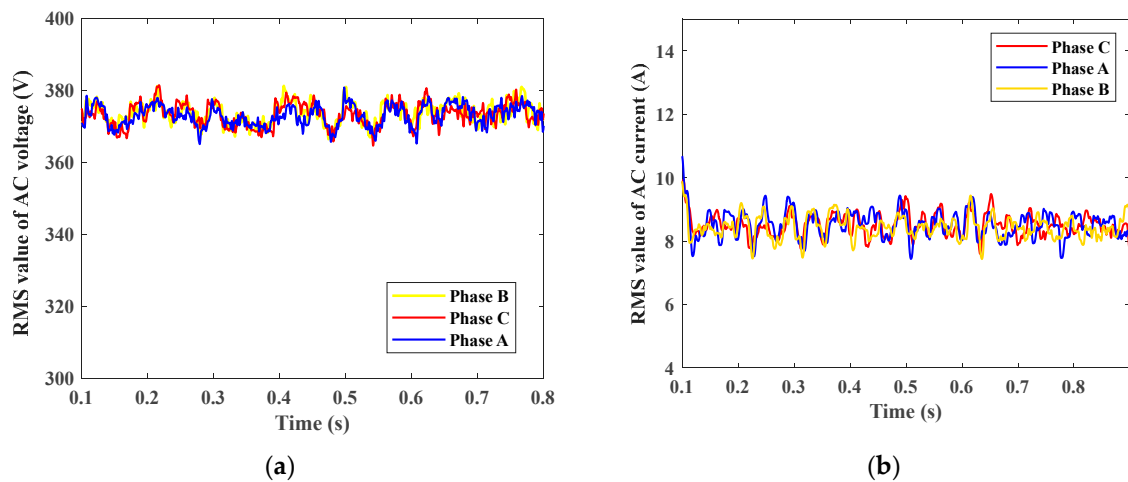 RMS value of AC voltage (V)
400
380
360
340
320
300
Phase B
Phase C
Phase A
0.1 0.2 0.3 0.4 0.5 0.6 0.7 0.8
Time (s)
(a)
RMS value of AC current (A)
14
12
10
8
6
4
Phase C
Phase A
Phase B
0.1 0.2 0.3 0.4 0.5 0.6 0.7 0.8
Time (s)
(b)